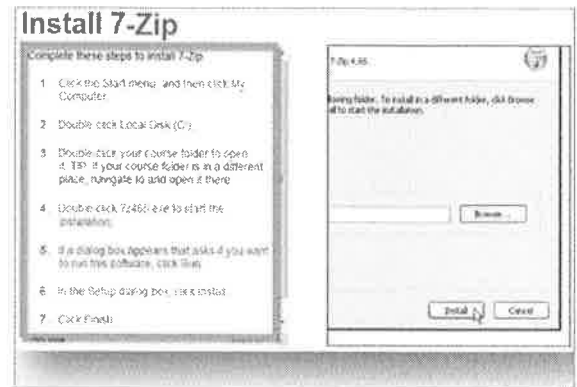 Install 7-Zip
Complete these steps to install 7-Zip
1 Click the Start menu, and then click My
Computer
2 Double click Local Disk (C:)
3 Double click your course folder to open
it. TIP: If your course folder is in a different
place, navigate to and open it there
4 Double click 7z465.exe to start the
installation.
5 If a dialog box appears that asks if you want
to run this software, click Run
6 In the Setup dialog box, click Install
7 Click Finish
7-Zip 4.65
lowing folder. To install in a different folder, click Browse
all to start the installation.
Browse...
Install
Cancel